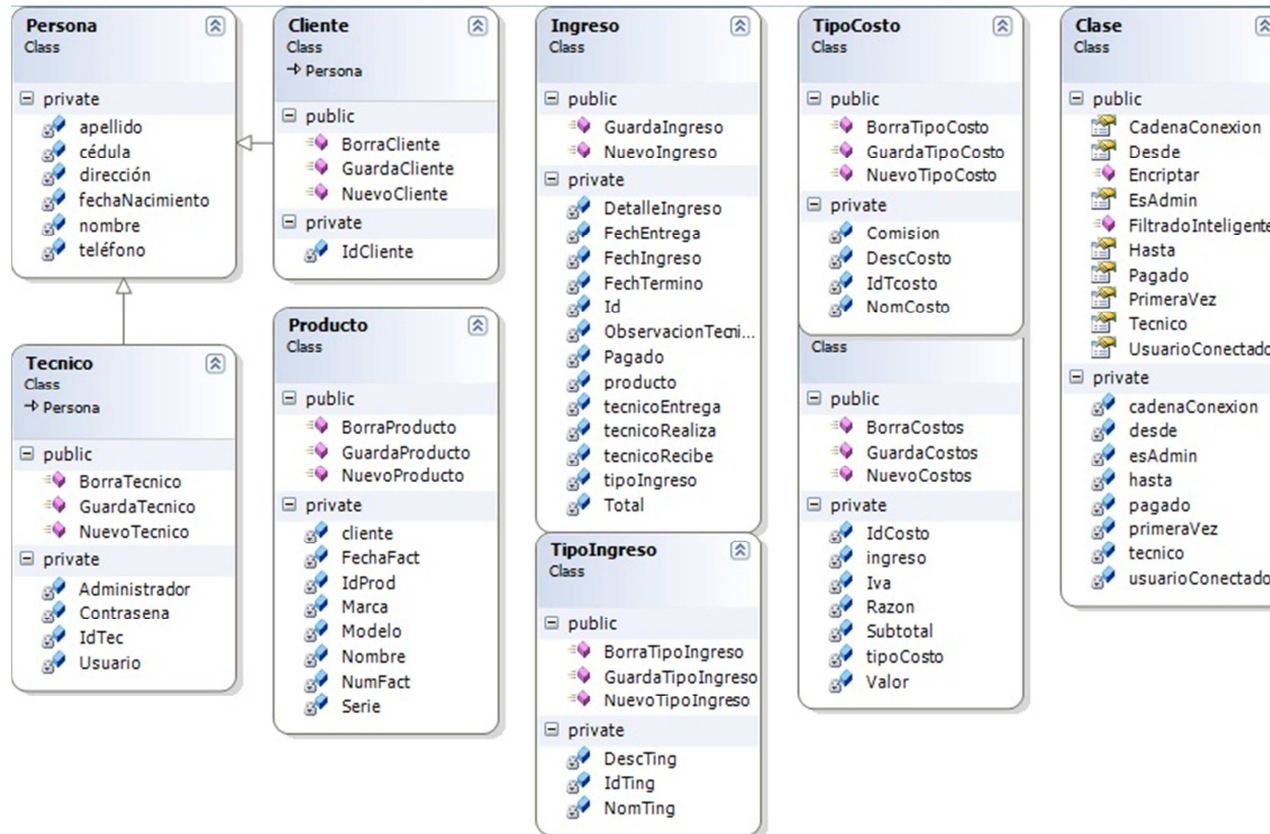 Persona
Class
private
apellido
cédula
dirección
fechaNacimiento
nombre
teléfono
Cliente
Class
Persona
public
BorraCliente
GuardaCliente
NuevoCliente
private
IdCliente
Ingreso
Class
public
GuardaIngreso
NuevoIngreso
private
DetalleIngreso
FechEntrega
FechIngreso
FechTermino
Id
ObservacionTecni...
Pagado
producto
tecnicoEntrega
tecnicoRealiza
tecnicoRecibe
tipoIngreso
Total
TipoCosto
Class
public
BorraTipoCosto
GuardaTipoCosto
NuevoTipoCosto
private
Comision
DescCosto
IdTcosto
NomCosto
Clase
Class
public
CadenaConexion
Desde
Encriptar
EsAdmin
FiltradoInteligente
Hasta
Pagado
PrimeraVez
Tecnico
UsuarioConectado
private
cadenaConexion
desde
esAdmin
hasta
pagado
primeraVez
tecnico
usuarioConectado
Tecnico
Class
Persona
public
BorraTecnico
GuardaTecnico
NuevoTecnico
private
Administrador
Contrasena
IdTec
Usuario
Producto
Class
public
BorraProducto
GuardaProducto
NuevoProducto
private
cliente
FechaFact
IdProd
Marca
Modelo
Nombre
NumFact
Serie
TipoIngreso
Class
public
BorraTipoIngreso
GuardaTipoIngreso
NuevoTipoIngreso
private
DescTing
IdTing
NomTing
Class
public
BorraCostos
GuardaCostos
NuevoCostos
private
IdCosto
ingreso
Iva
Razon
Subtotal
tipoCosto
Valor